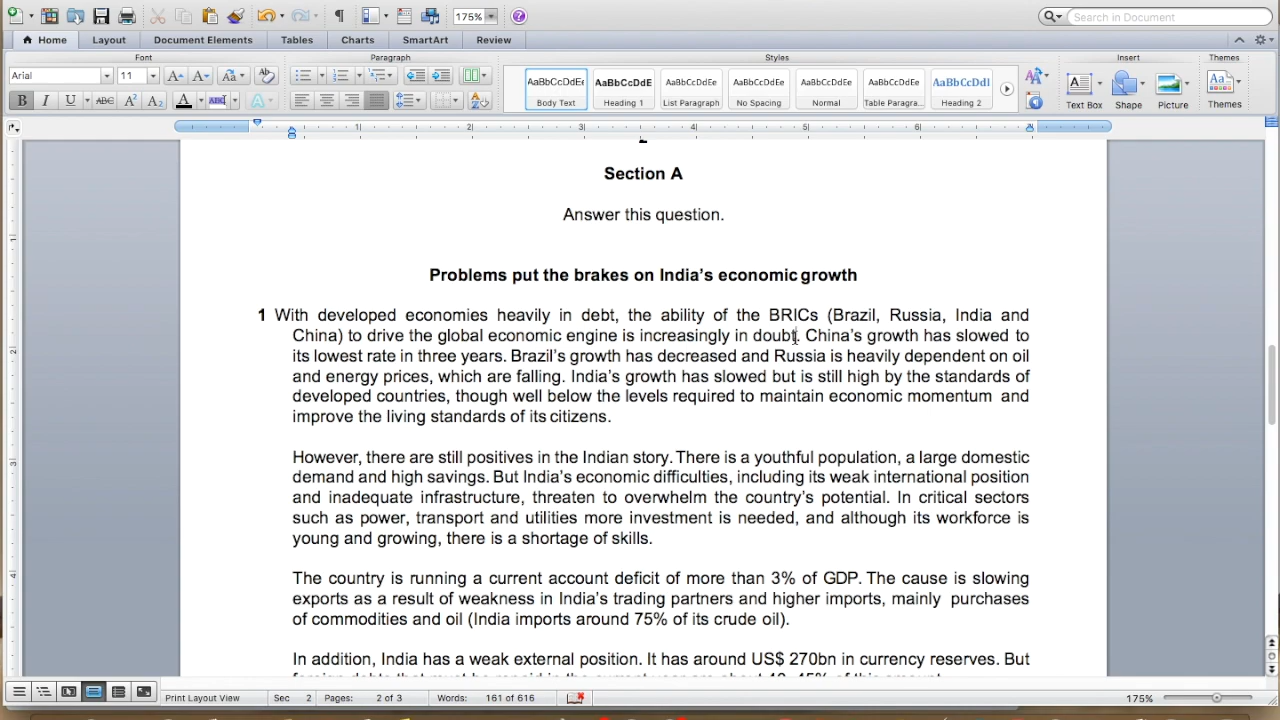 175%
Search in Document
Home
Layout
Document Elements
Tables
Charts
SmartArt
Review
Font
Paragraph
Styles
Insert
Themes
Arial
11
Aa
AaBbCcDdEe
AaBbCcDdE
AaBbCcDdEe
AaBbCcDdEe
AaBbCcDdEe
AaBbCcDdEe
AaBbCcDdI
Body Text
Heading 1
List Paragraph
No Spacing
Normal
Table Paragra...
Heading 2
Text Box
Shape
Picture
Themes
B I U ABC A² A₂ A ABC A
1 2 3 4 5 6
Section A
Answer this question.
Problems put the brakes on India's economic growth
1 With developed economies heavily in debt, the ability of the BRICs (Brazil, Russia, India and
China) to drive the global economic engine is increasingly in doubt. China's growth has slowed to
its lowest rate in three years. Brazil's growth has decreased and Russia is heavily dependent on oil
and energy prices, which are falling. India's growth has slowed but is still high by the standards of
developed countries, though well below the levels required to maintain economic momentum and
improve the living standards of its citizens.
However, there are still positives in the Indian story. There is a youthful population, a large domestic
demand and high savings. But India's economic difficulties, including its weak international position
and inadequate infrastructure, threaten to overwhelm the country's potential. In critical sectors
such as power, transport and utilities more investment is needed, and although its workforce is
young and growing, there is a shortage of skills.
The country is running a current account deficit of more than 3% of GDP. The cause is slowing
exports as a result of weakness in India's trading partners and higher imports, mainly purchases
of commodities and oil (India imports around 75% of its crude oil).
In addition, India has a weak external position. It has around US$ 270bn in currency reserves. But
Print Layout View
Sec 2
Pages: 2 of 3
Words: 161 of 616
175%